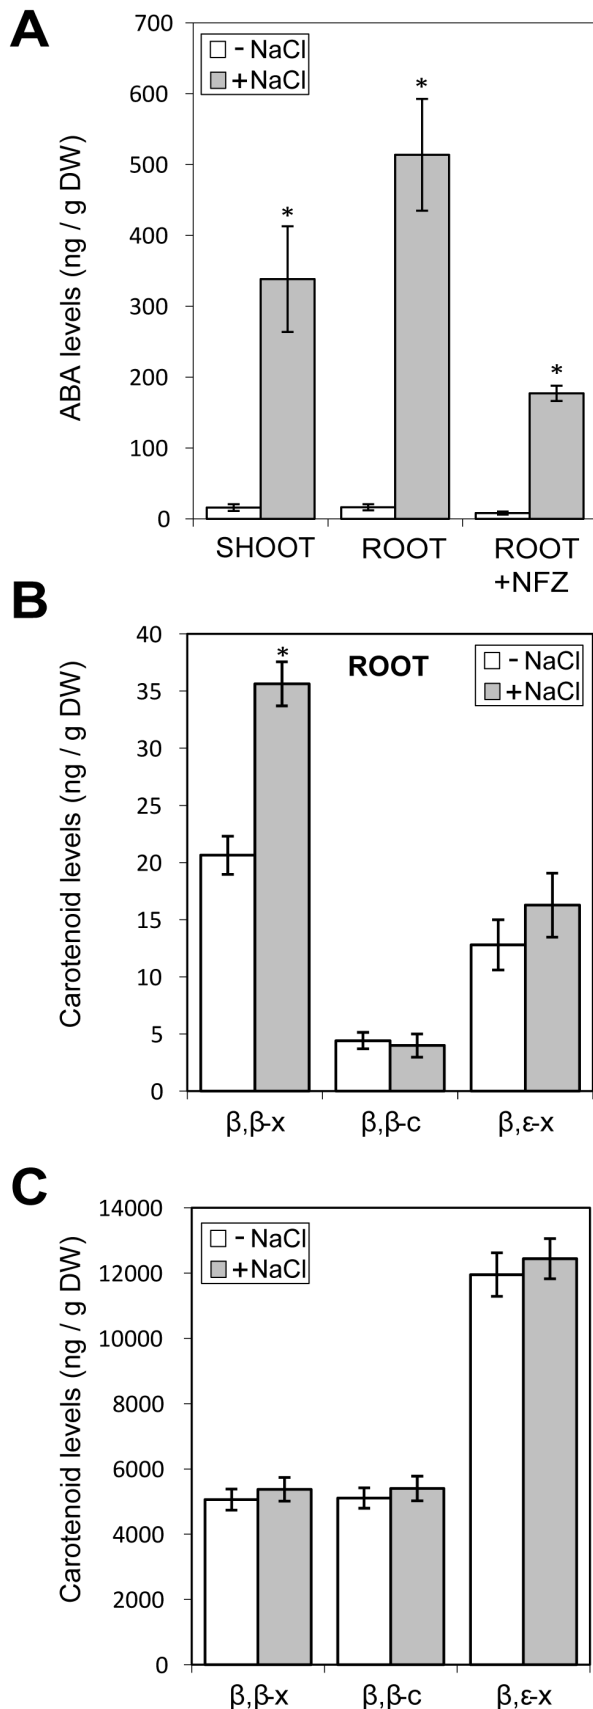 A
ABA levels (ng / g DW)
700
600
500
400
300
200
100
0
- NaCl
+NaCl
*
*
*
SHOOT
ROOT
ROOT
+NFZ
B
Carotenoid levels (ng / g DW)
40
35
30
25
20
15
10
5
0
*
ROOT
- NaCl
+NaCl
β,β-x
β,β-c
β,ε-x
C
Carotenoid levels (ng / g DW)
14000
12000
10000
8000
6000
4000
2000
0
- NaCl
+NaCl
β,β-x
β,β-c
β,ε-x